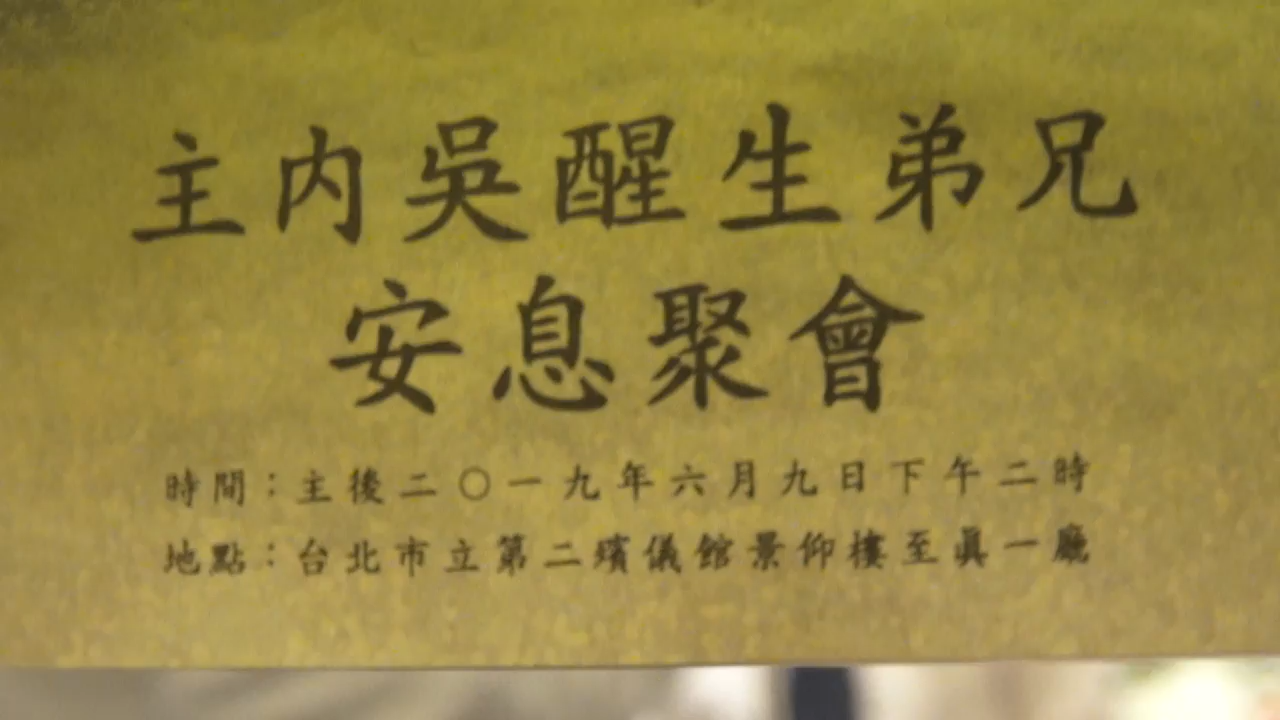 主内吳醒生弟兄
安息聚會
時間：主後二〇一九年六月九日下午二時
地點：台北市立第二殯儀館景仰樓至真一廳